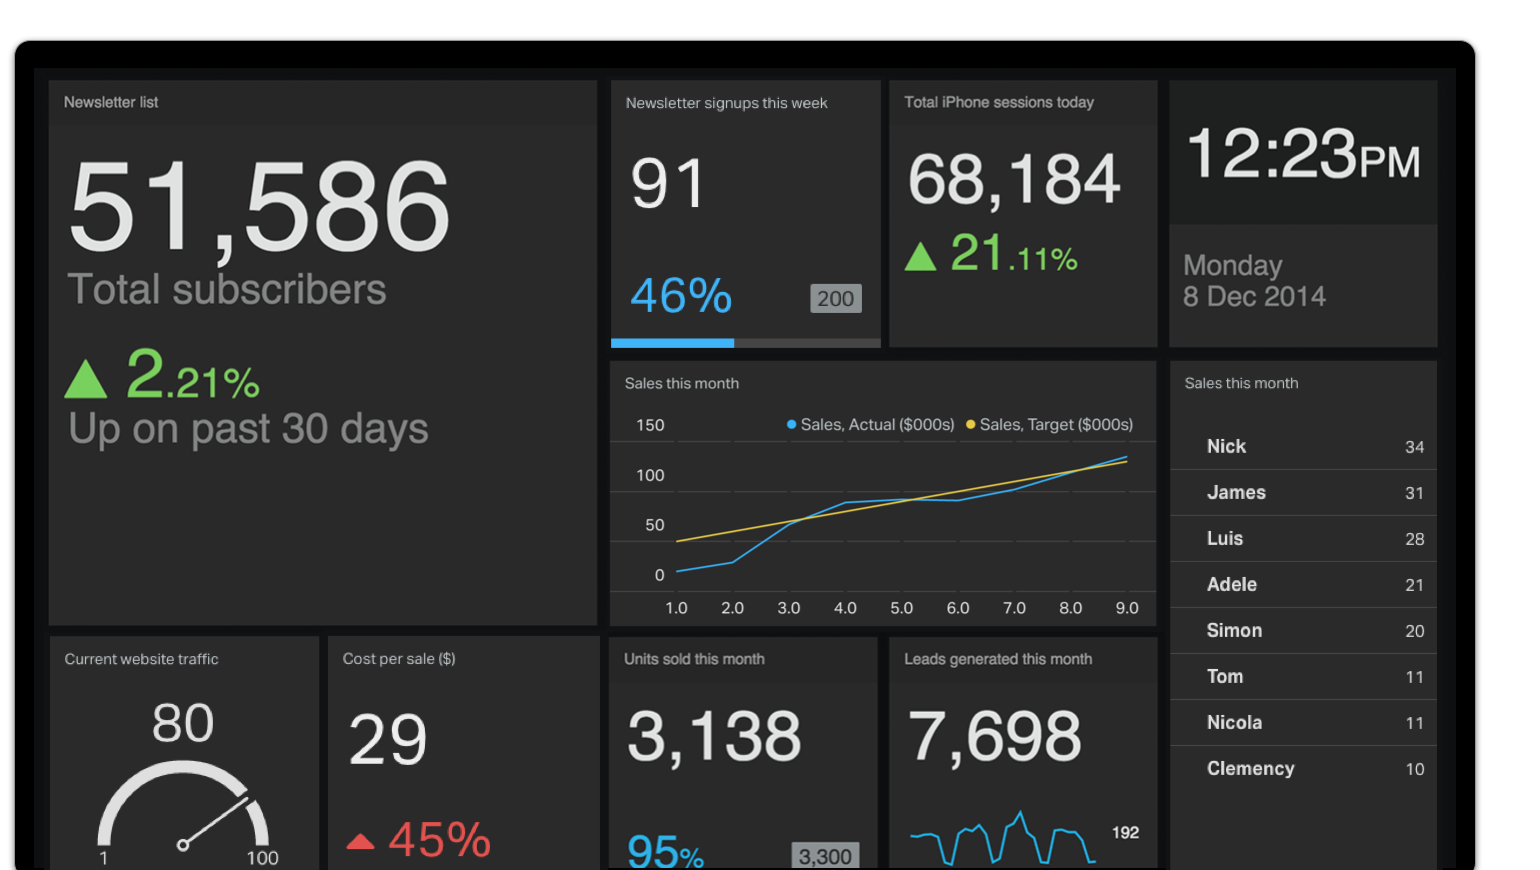 Newsletter list
51,586
Total subscribers
2.21%
Up on past 30 days
Newsletter signups this week
91
46%
200
Total iPhone sessions today
68,184
21.11%
12:23PM
Monday
8 Dec 2014
Sales this month
150
Sales, Actual ($000s)
Sales, Target ($000s)
100
50
0
1.0 2.0 3.0 4.0 5.0 6.0 7.0 8.0 9.0
Sales this month
Nick 34
James 31
Luis 28
Adele 21
Simon 20
Tom 11
Nicola 11
Clemency 10
Current website traffic
80
1 100
Cost per sale ($)
29
45%
Units sold this month
3,138
95%
3,300
Leads generated this month
7,698
192